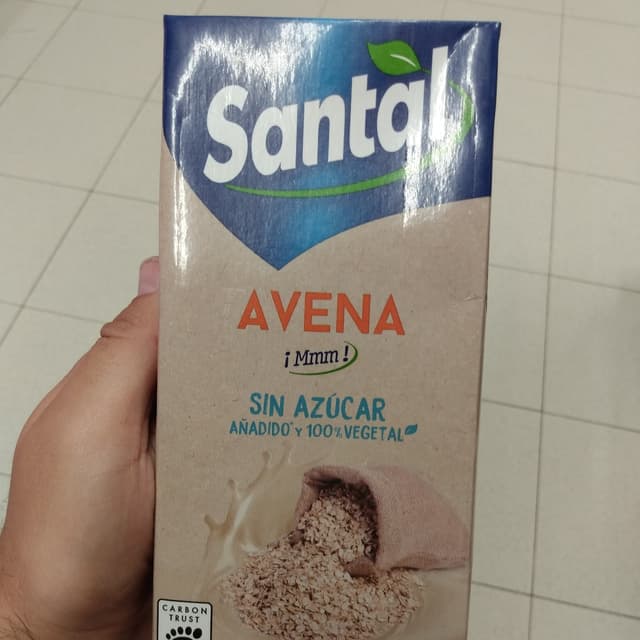 Santal
AVENA
¡Mmm!
SIN AZÚCAR
AÑADIDO* Y 100% VEGETAL
CARBON
TRUST